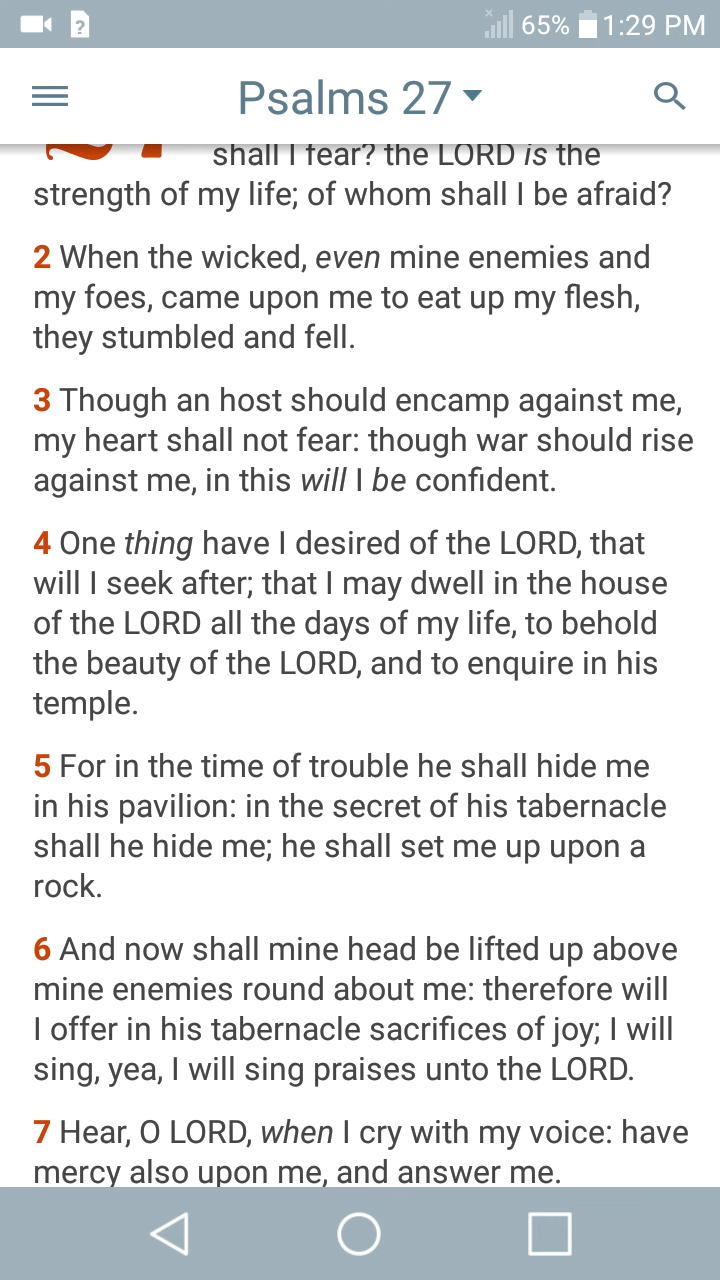 65% 1:29 PM
Psalms 27
shall I fear? the LORD is the
strength of my life; of whom shall I be afraid?
2 When the wicked, even mine enemies and
my foes, came upon me to eat up my flesh,
they stumbled and fell.
3 Though an host should encamp against me,
my heart shall not fear: though war should rise
against me, in this will I be confident.
4 One thing have I desired of the LORD, that
will I seek after; that I may dwell in the house
of the LORD all the days of my life, to behold
the beauty of the LORD, and to enquire in his
temple.
5 For in the time of trouble he shall hide me
in his pavilion: in the secret of his tabernacle
shall he hide me; he shall set me up upon a
rock.
6 And now shall mine head be lifted up above
mine enemies round about me: therefore will
I offer in his tabernacle sacrifices of joy; I will
sing, yea, I will sing praises unto the LORD.
7 Hear, O LORD, when I cry with my voice: have
mercy also upon me, and answer me.